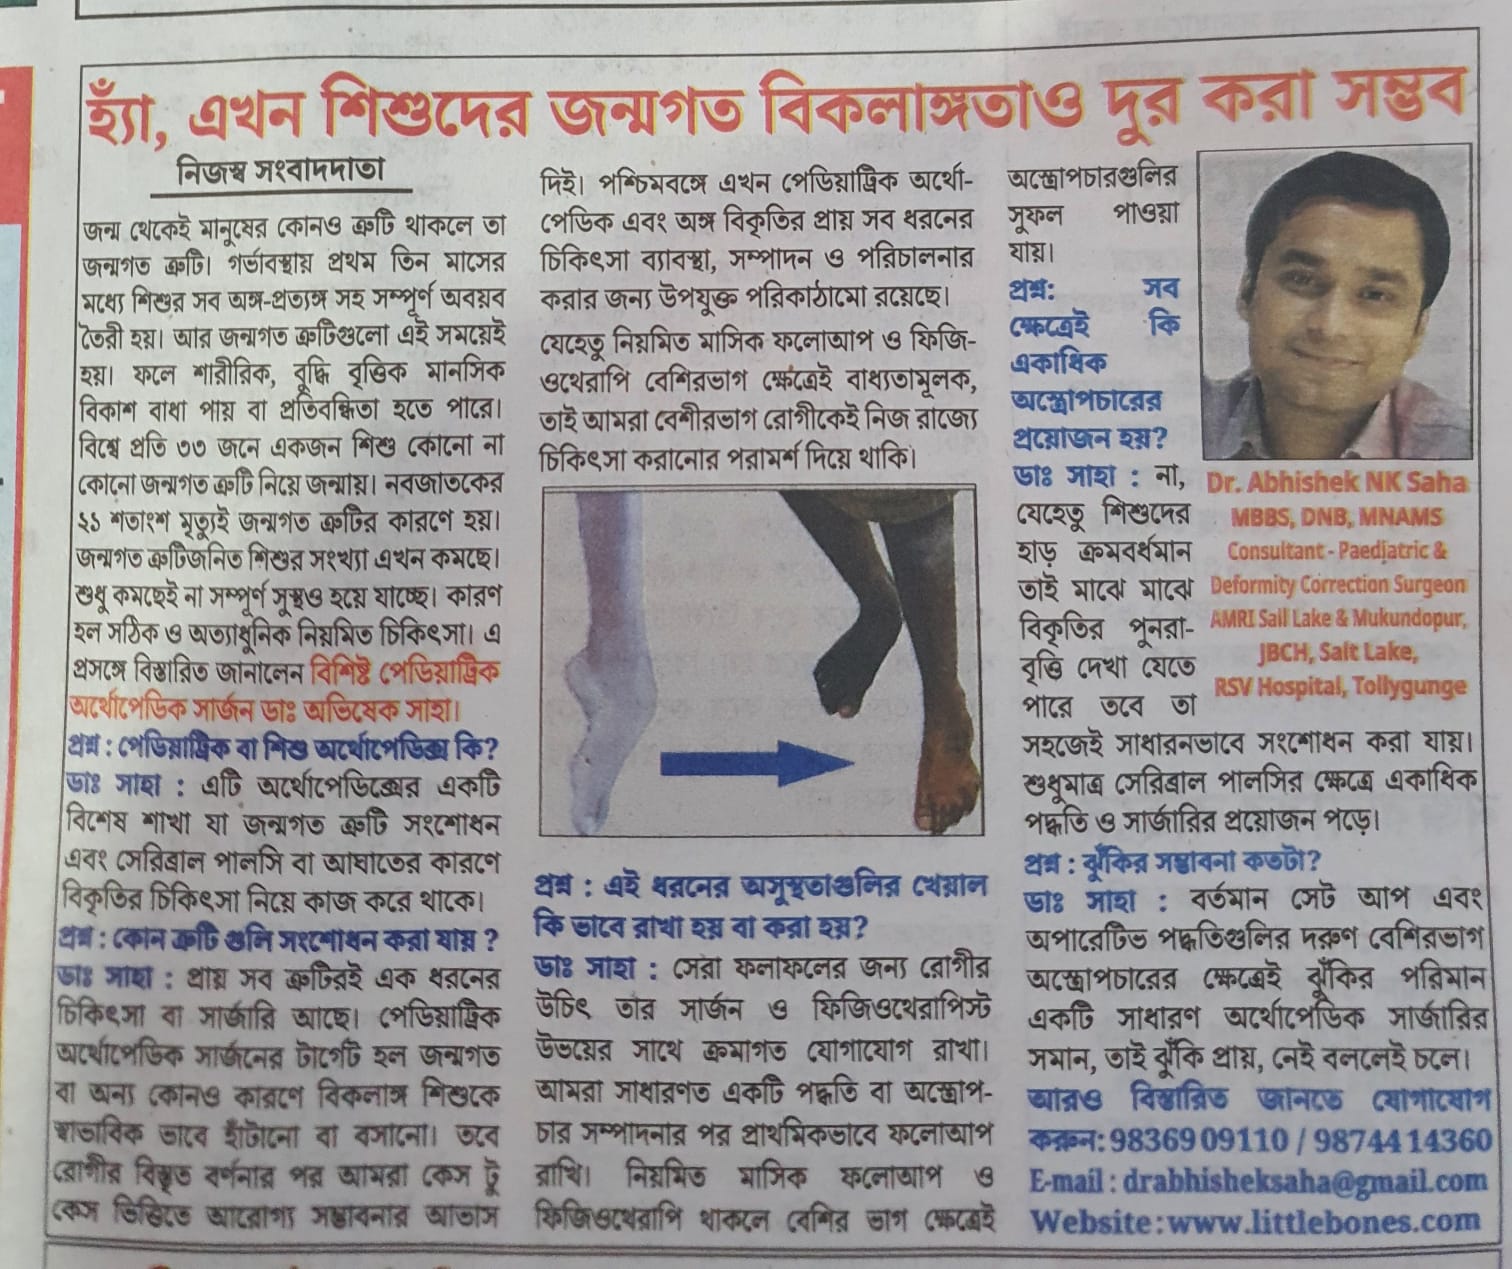 হ্যাঁ, এখন শিশুদের জন্মগত বিকলাঙ্গতাও দুর করা সম্ভব
নিজস্ব সংবাদদাতা
জন্ম থেকেই মানুষের কোনও ত্রুটি থাকলে তা
জন্মগত ত্রুটি। গর্ভাবস্থায় প্রথম তিন মাসের
মধ্যে শিশুর সব অঙ্গ-প্রত্যঙ্গ সহ সম্পূর্ণ অবয়ব
তৈরী হয়। আর জন্মগত ত্রুটিগুলো এই সময়েই
হয়। ফলে শারীরিক, বুদ্ধি বৃত্তিক মানসিক
বিকাশ বাধা পায় বা প্রতিবন্ধিতা হতে পারে।
বিশ্বে প্রতি ৩৩ জনে একজন শিশু কোনো না
কোনো জন্মগত ত্রুটি নিয়ে জন্মায়। নবজাতকের
২১ শতাংশ মৃত্যুই জন্মগত ত্রুটির কারণে হয়।
জন্মগত ত্রুটিজনিত শিশুর সংখ্যা এখন কমছে।
শুধু কমছেই না সম্পূর্ণ সুস্থও হয়ে যাচ্ছে। কারণ
হল সঠিক ও অত্যাধুনিক নিয়মিত চিকিৎসা। এ
প্রসঙ্গে বিস্তারিত জানালেন বিশিষ্ট পেডিয়াট্রিক
অর্থোপেডিক সার্জন ডাঃ অভিষেক সাহা।
প্রশ্ন : পেডিয়াট্রিক বা শিশু অর্থোপেডিক্স কি?
ডাঃ সাহা : এটি অর্থোপেডিক্সের একটি
বিশেষ শাখা যা জন্মগত ত্রুটি সংশোধন
এবং সেরিব্রাল পালসি বা আঘাতের কারণে
বিকৃতির চিকিৎসা নিয়ে কাজ করে থাকে।
প্রশ্ন : কোন ত্রুটি গুলি সংশোধন করা যায় ?
ডাঃ সাহা : প্রায় সব ত্রুটিরই এক ধরনের
চিকিৎসা বা সার্জারি আছে। পেডিয়াট্রিক
অর্থোপেডিক সার্জনের টার্গেট হল জন্মগত
বা অন্য কোনও কারণে বিকলাঙ্গ শিশুকে
স্বাভাবিক ভাবে হাঁটানো বা বসানো। তবে
রোগীর বিস্তৃত বর্ণনার পর আমরা কেস টু
কেস ভিত্তিতে আরোগ্য সম্ভাবনার আভাস
দিই। পশ্চিমবঙ্গে এখন পেডিয়াট্রিক অর্থো-
পেডিক এবং অঙ্গ বিকৃতির প্রায় সব ধরনের
চিকিৎসা ব্যাবস্থা, সম্পাদন ও পরিচালনার
করার জন্য উপযুক্ত পরিকাঠামো রয়েছে।
যেহেতু নিয়মিত মাসিক ফলোআপ ও ফিজি-
ওথেরাপি বেশিরভাগ ক্ষেত্রেই বাধ্যতামূলক,
তাই আমরা বেশীরভাগ রোগীকেই নিজ রাজ্যে
চিকিৎসা করানোর পরামর্শ দিয়ে থাকি।
প্রশ্ন : এই ধরনের অসুস্থতাগুলির খেয়াল
কি ভাবে রাখা হয় বা করা হয়?
ডাঃ সাহা : সেরা ফলাফলের জন্য রোগীর
উচিৎ তার সার্জন ও ফিজিওথেরাপিস্ট
উভয়ের সাথে ক্রমাগত যোগাযোগ রাখা।
আমরা সাধারণত একটি পদ্ধতি বা অস্ত্রোপ-
চার সম্পাদনার পর প্রাথমিকভাবে ফলোআপ
রাখি। নিয়মিত মাসিক ফলোআপ ও
ফিজিওথেরাপি থাকলে বেশির ভাগ ক্ষেত্রেই
অস্ত্রোপচারগুলির
সুফল পাওয়া
যায়।
প্রশ্ন: সব
ক্ষেত্রেই কি
একাধিক
অস্ত্রোপচারের
প্রয়োজন হয়?
ডাঃ সাহা : না,
যেহেতু শিশুদের
হাড় ক্রমবর্ধমান
তাই মাঝে মাঝে
বিকৃতির পুনরা-
বৃত্তি দেখা যেতে
পারে তবে তা
সহজেই সাধারনভাবে সংশোধন করা যায়।
শুধুমাত্র সেরিব্রাল পালসির ক্ষেত্রে একাধিক
পদ্ধতি ও সার্জারির প্রয়োজন পড়ে।
প্রশ্ন : ঝুঁকির সম্ভাবনা কতটা?
ডাঃ সাহা : বর্তমান সেট আপ এবং
অপারেটিভ পদ্ধতিগুলির দরুণ বেশিরভাগ
অস্ত্রোপচারের ক্ষেত্রেই ঝুঁকির পরিমান
একটি সাধারণ অর্থোপেডিক সার্জারির
সমান, তাই ঝুঁকি প্রায়, নেই বললেই চলে।
আরও বিস্তারিত জানতে যোগাযোগ
করুন: 98369 09110 / 98744 14360
E-mail : drabhisheksaha@gmail.com
Website : www.littlebones.com
Dr. Abhishek NK Saha
MBBS, DNB, MNAMS
Consultant - Paediatric &
Deformity Correction Surgeon
AMRI Sail Lake & Mukundopur,
JBCH, Salt Lake,
RSV Hospital, Tollygunge